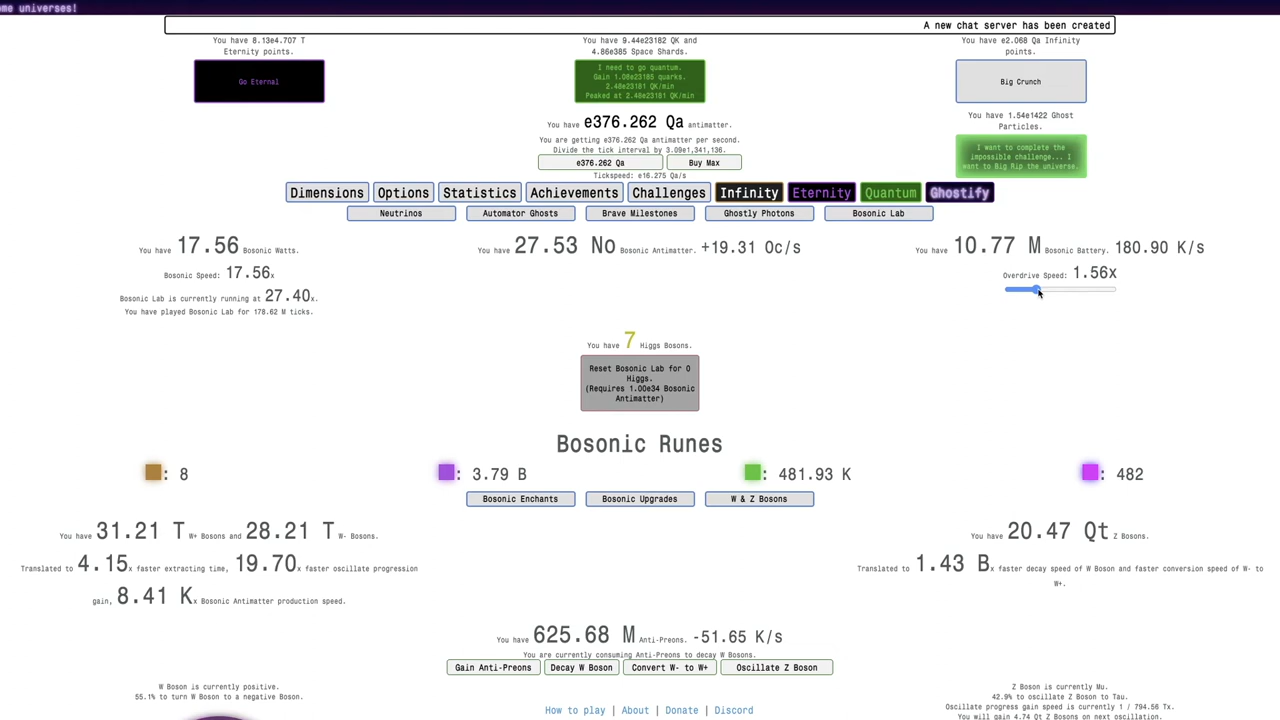 ome universes!
A new chat server has been created
You have 8.13e4.707 T
Eternity points.
Go Eternal
You have 9.44e23182 QK and
4.86e385 Space Shards.
I need to go quantum.
Gain 1.08e23185 quarks.
2.48e23181 QK/min
Peaked at 2.48e23181 QK/min
You have e2.068 Qa Infinity
points.
Big Crunch
You have e376.262 Qa antimatter.
You are getting e376.262 Qa antimatter per second.
Divide the tick interval by 3.09e1,341,136.
e376.262 Qa
Buy Max
Tickspeed: e16.275 Qa/s
You have 1.54e1422 Ghost
Particles.
I want to complete the
impossible challenge... I
want to Big Rip the universe.
Dimensions
Options
Statistics
Achievements
Challenges
Infinity
Eternity
Quantum
Ghostify
Neutrinos
Automator Ghosts
Brave Milestones
Ghostly Photons
Bosonic Lab
You have 17.56 Bosonic Watts.
Bosonic Speed: 17.56x
Bosonic Lab is currently running at 27.40x.
You have played Bosonic Lab for 178.62 M ticks.
You have 27.53 No Bosonic Antimatter. +19.31 Oc/s
You have 10.77 M Bosonic Battery. 180.90 K/s
Overdrive Speed: 1.56x
You have 7 Higgs Bosons.
Reset Bosonic Lab for 0
Higgs.
(Requires 1.00e34 Bosonic
Antimatter)
Bosonic Runes
: 8
: 3.79 B
: 481.93 K
: 482
Bosonic Enchants
Bosonic Upgrades
W & Z Bosons
You have 31.21 T W+ Bosons and 28.21 T W- Bosons.
Translated to 4.15x faster extracting time, 19.70x faster oscillate progression
gain, 8.41 Kx Bosonic Antimatter production speed.
You have 20.47 Qt Z Bosons.
Translated to 1.43 Bx faster decay speed of W Boson and faster conversion speed of W- to
W+.
You have 625.68 M Anti-Preons. -51.65 K/s
You are currently consuming Anti-Preons to decay W Bosons.
Gain Anti-Preons
Decay W Boson
Convert W- to W+
Oscillate Z Boson
W Boson is currently positive.
55.1% to turn W Boson to a negative Boson.
Z Boson is currently Mu.
42.9% to oscillate Z Boson to Tau.
Oscillate progress gain speed is currently 1 / 794.56 Tx.
You will gain 4.74 Qt Z Bosons on next oscillation.
How to play | About | Donate | Discord